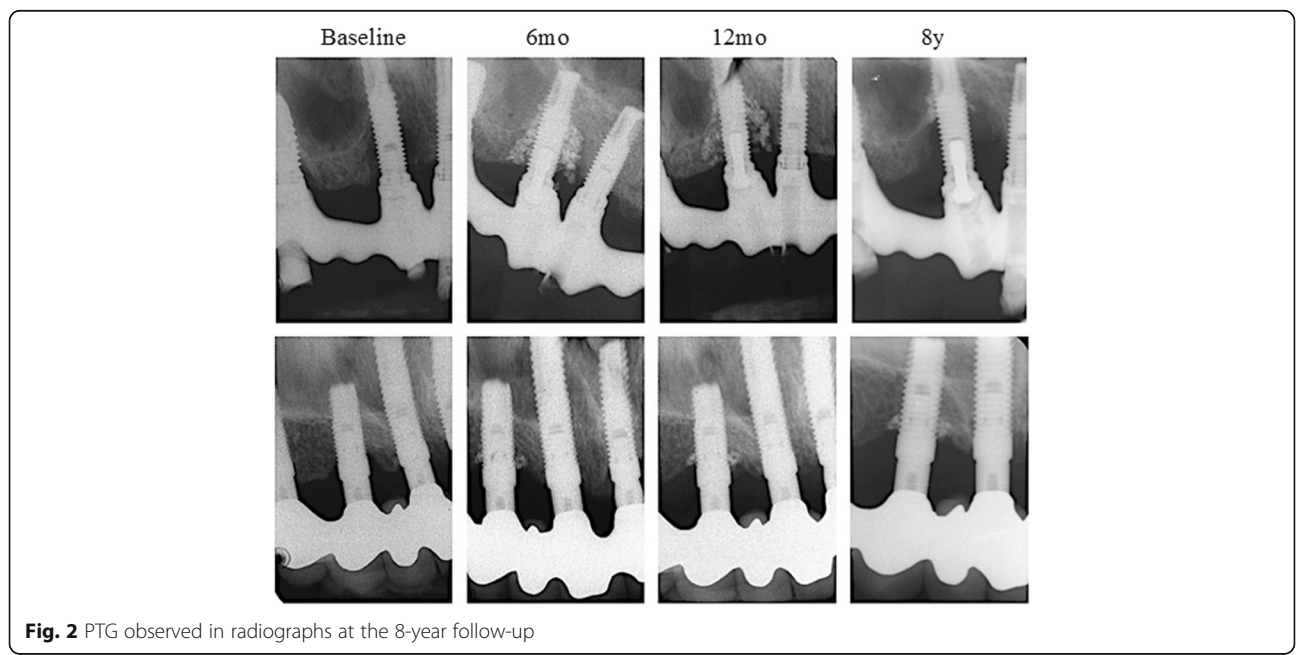 Baseline 6mo 12mo 8y
Fig. 2 PTG observed in radiographs at the 8-year follow-up